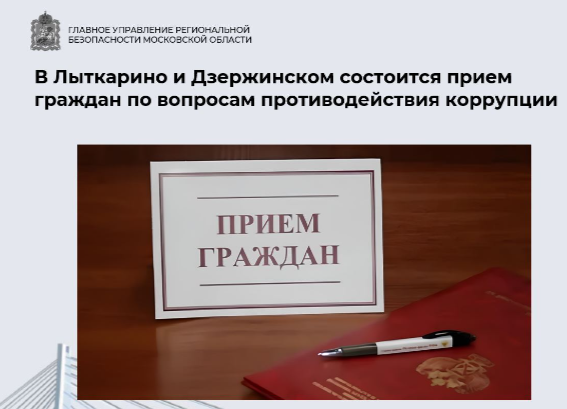 ГЛАВНОЕ УПРАВЛЕНИЕ РЕГИОНАЛЬНОЙ
БЕЗОПАСНОСТИ МОСКОВСКОЙ ОБЛАСТИ
В Лыткарино и Дзержинском состоится прием
граждан по вопросам противодействия коррупции
ПРИЕМ
ГРАЖДАН